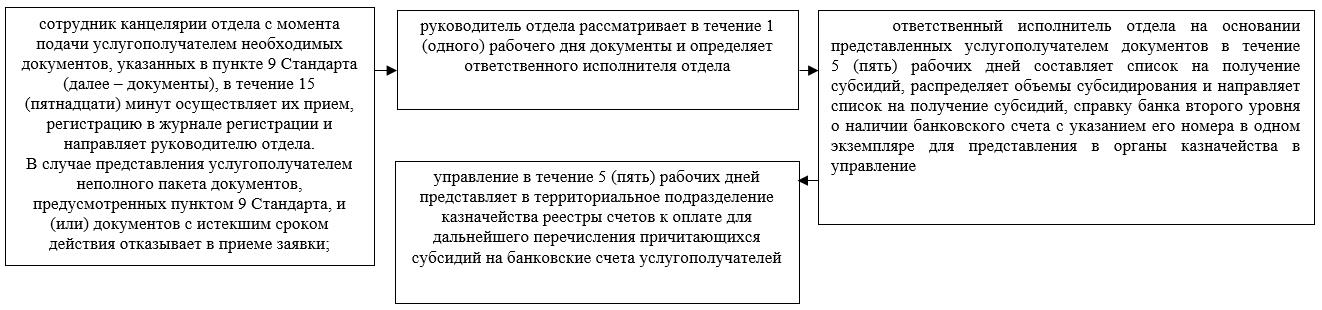 сотрудник канцелярии отдела с момента
подачи услугополучателем необходимых
документов, указанных в пункте 9 Стандарта
(далее – документы), в течение 15
(пятнадцати) минут осуществляет их прием,
регистрацию в журнале регистрации и
направляет руководителю отдела.
В случае представления услугополучателем
неполного пакета документов,
предусмотренных пунктом 9 Стандарта, и
(или) документов с истекшим сроком
действия отказывает в приеме заявки;
руководитель отдела рассматривает в течение 1
(одного) рабочего дня документы и определяет
ответственного исполнителя отдела
ответственный исполнитель отдела на основании
представленных услугополучателем документов в течение
5 (пять) рабочих дней составляет список на получение
субсидий, распределяет объемы субсидирования и направляет
список на получение субсидий, справку банка второго уровня
о наличии банковского счета с указанием его номера в одном
экземпляре для представления в органы казначейства в
управление
управление в течение 5 (пять) рабочих дней
представляет в территориальное подразделение
казначейства реестры счетов к оплате для
дальнейшего перечисления причитающихся
субсидий на банковские счета услугополучателей